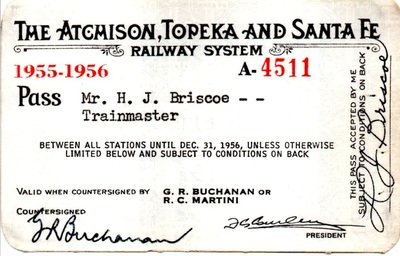 THE ATCHISON, TOPEKA AND SANTA FE
RAILWAY SYSTEM
1955-1956
A-4511
Pass Mr. H. J. Briscoe - -
Trainmaster
BETWEEN ALL STATIONS UNTIL DEC. 31, 1956, UNLESS OTHERWISE
LIMITED BELOW AND SUBJECT TO CONDITIONS ON BACK
VALID WHEN COUNTERSIGNED BY G. R. BUCHANAN OR
R. C. MARTINI
COUNTERSIGNED
G R Buchanan
PRESIDENT
THIS PASS ACCEPTED BY ME
SUBJECT TO CONDITIONS ON BACK
H. J. Briscoe